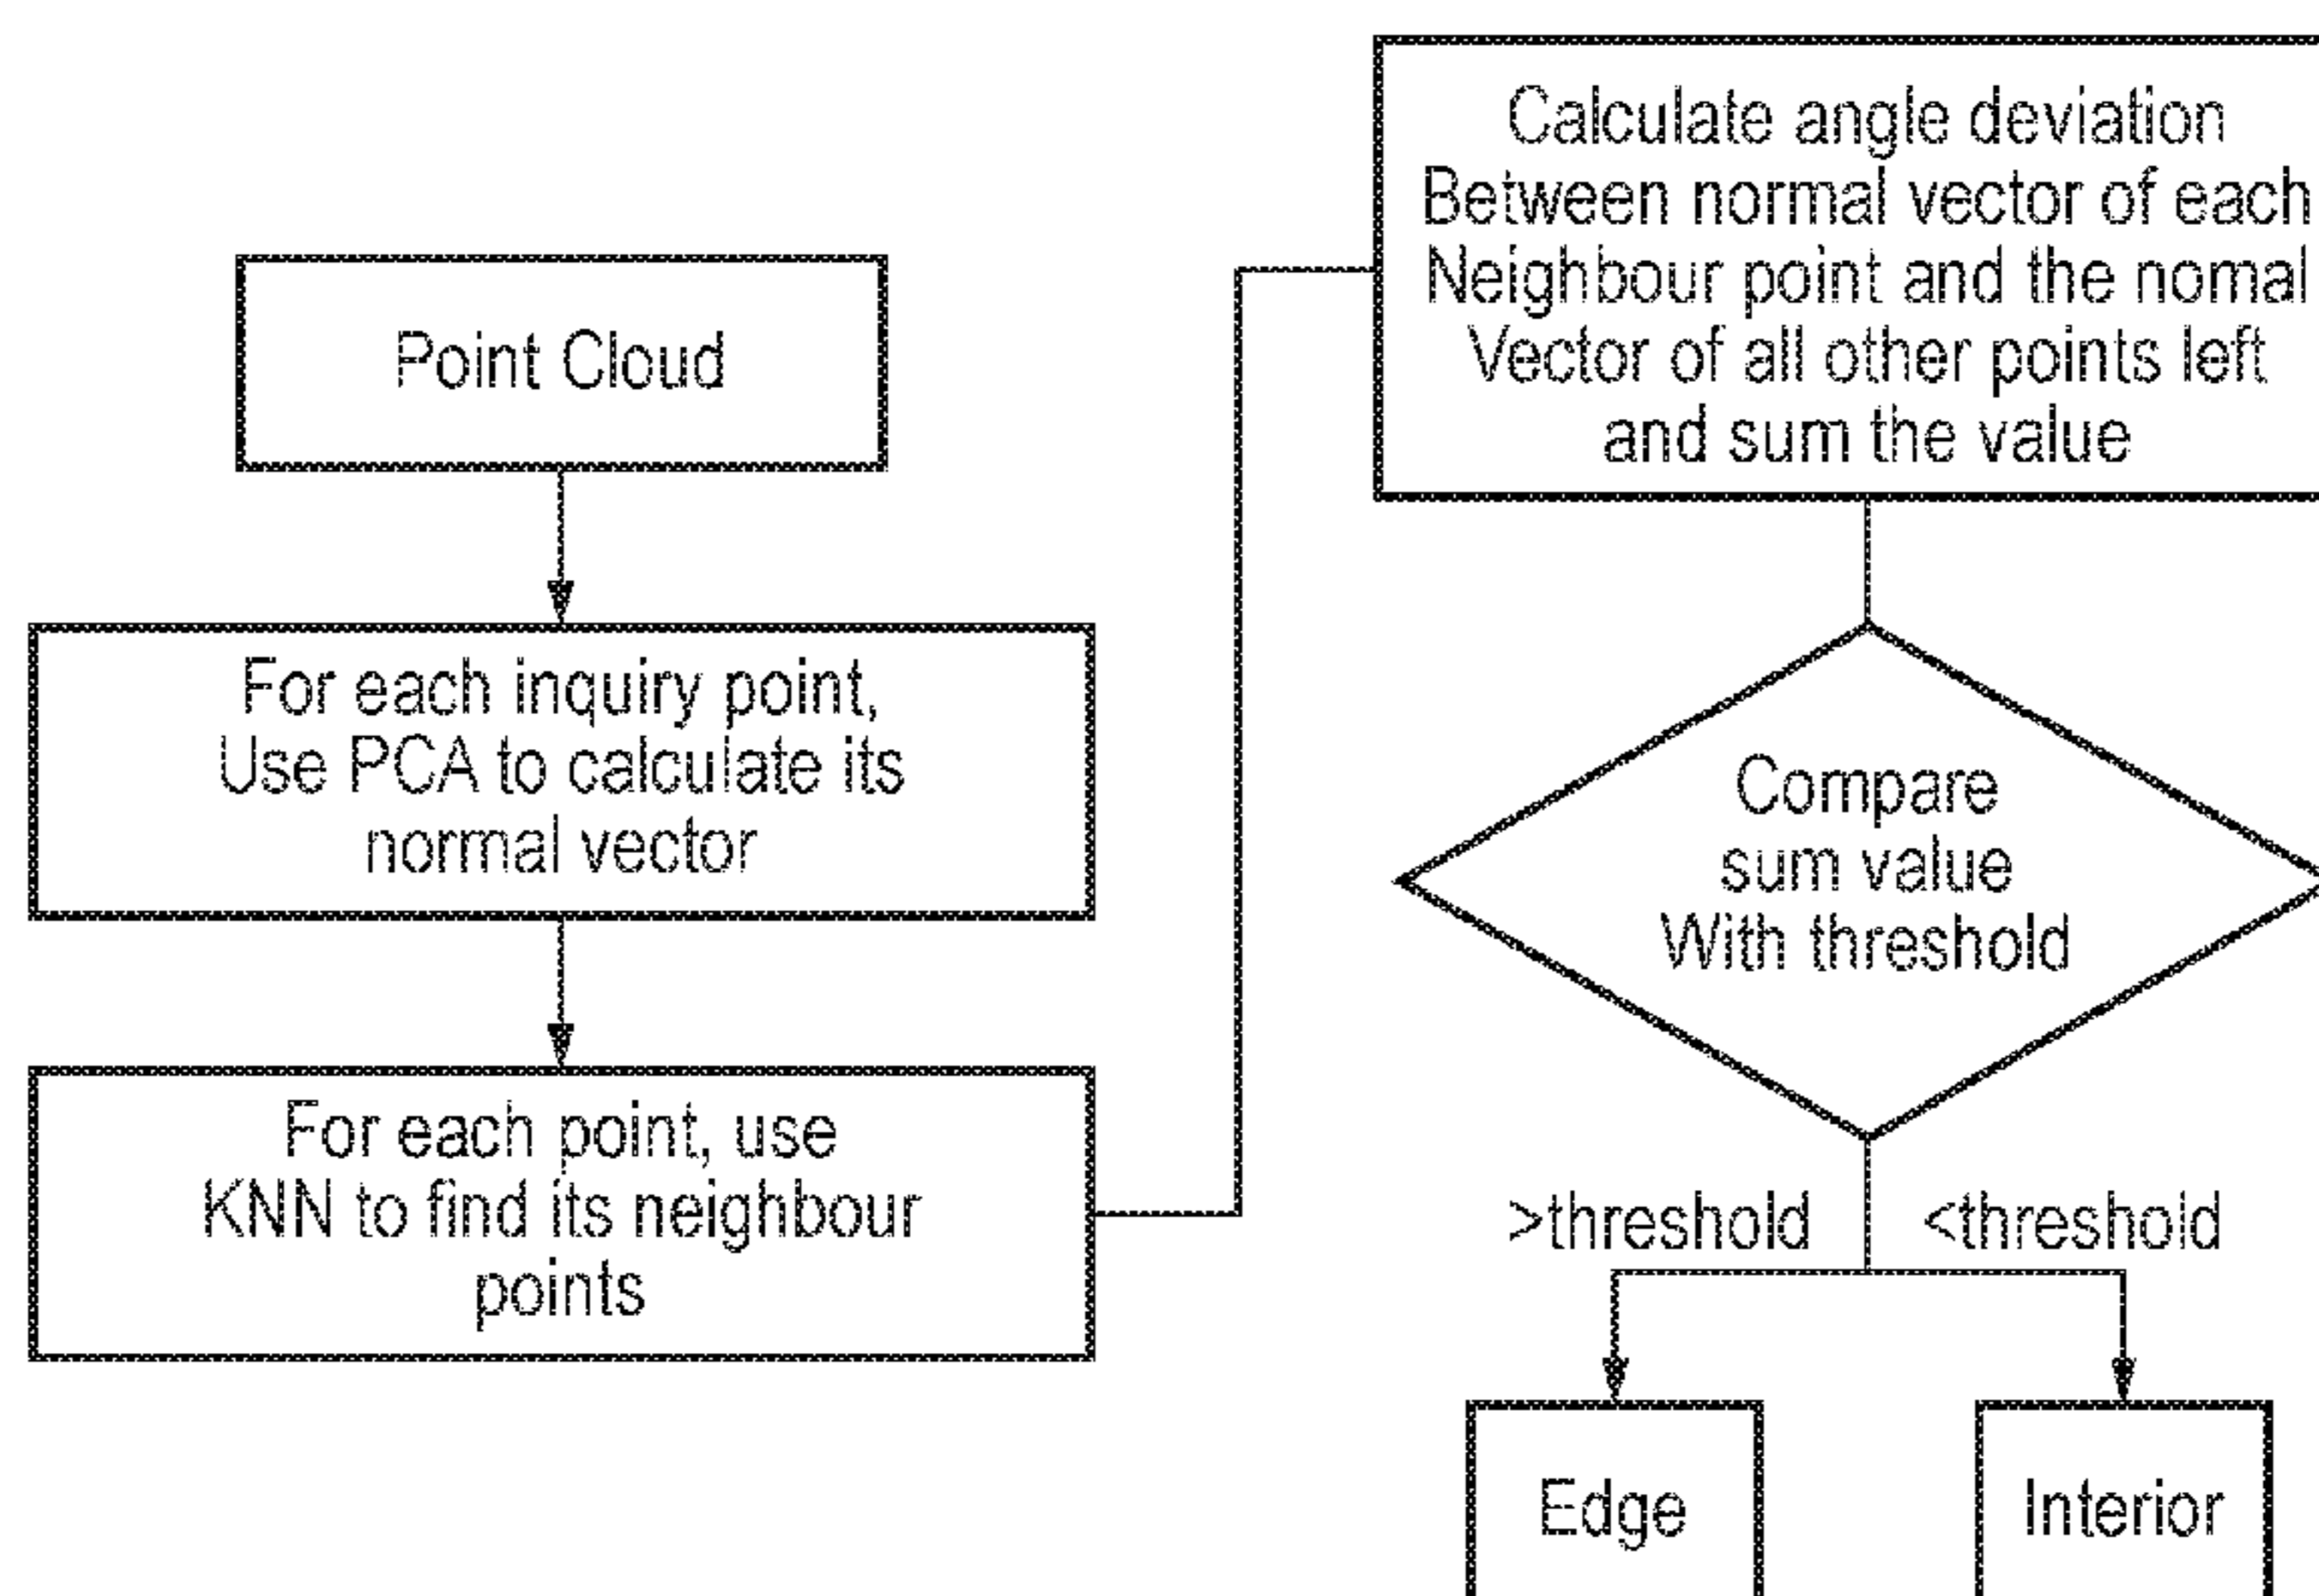 Point Cloud
For each inquiry point,
Use PCA to calculate its
normal vector
For each point, use
KNN to find its neighbour
points
Calculate angle deviation
Between normal vector of each
Neighbour point and the nomal
Vector of all other points left
and sum the value
Compare
sum value
With threshold
>threshold
<threshold
Edge
Interior